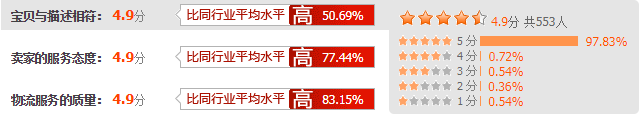 宝贝与描述相符：4.9分 比同行业平均水平 高 50.69%
卖家的服务态度：4.9分 比同行业平均水平 高 77.44%
物流服务的质量：4.9分 比同行业平均水平 高 83.15%
4.9分 共553人
5分 97.83%
4分 0.72%
3分 0.54%
2分 0.36%
1分 0.54%